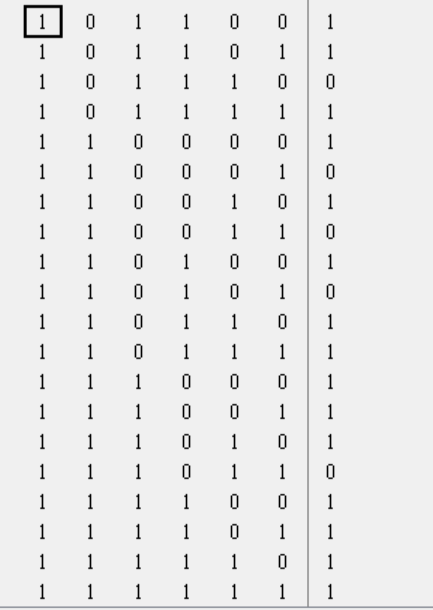 1 0 1 1 0 0 1
1 0 1 1 0 1 1
1 0 1 1 1 0 0
1 0 1 1 1 1 1
1 1 0 0 0 0 1
1 1 0 0 0 1 0
1 1 0 0 1 0 1
1 1 0 0 1 1 0
1 1 0 1 0 0 1
1 1 0 1 0 1 0
1 1 0 1 1 0 1
1 1 0 1 1 1 1
1 1 1 0 0 0 1
1 1 1 0 0 1 1
1 1 1 0 1 0 1
1 1 1 0 1 1 0
1 1 1 1 0 0 1
1 1 1 1 0 1 1
1 1 1 1 1 0 1
1 1 1 1 1 1 1